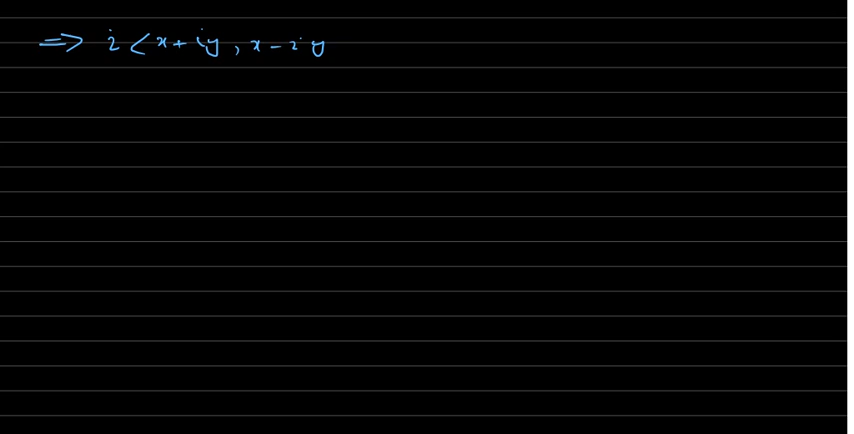 ⇒ i < x + iy , x - iy